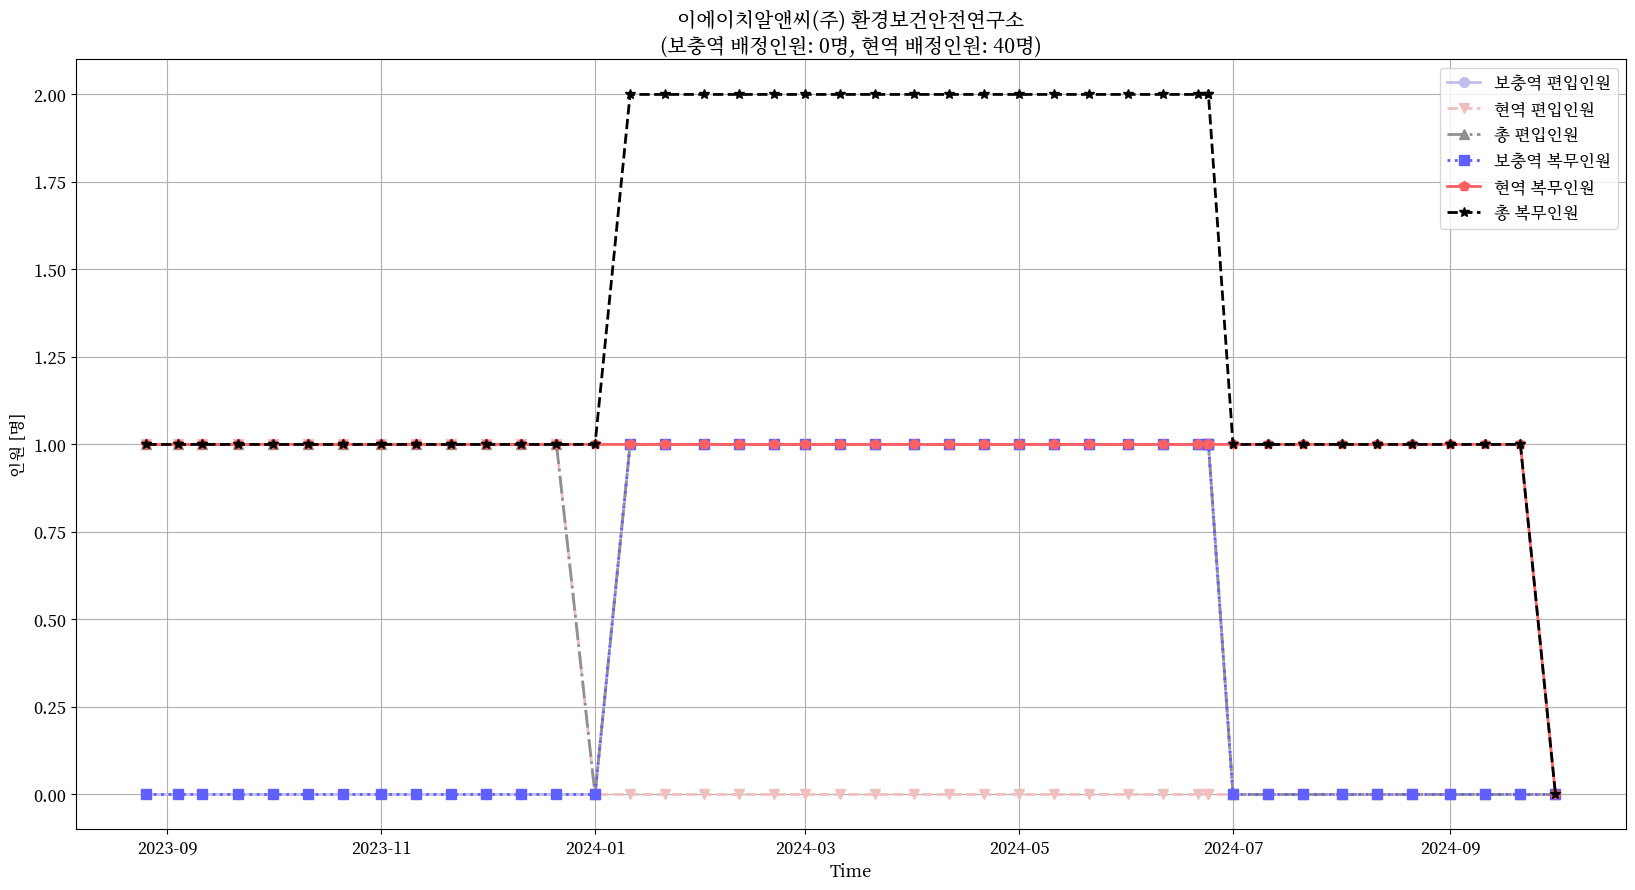 이에이치알앤씨(주) 환경보건안전연구소
(보충역 배정인원: 0명, 현역 배정인원: 40명)
보충역 편입인원
현역 편입인원
총 편입인원
보충역 복무인원
현역 복무인원
총 복무인원
인원 [명]
2.00
1.75
1.50
1.25
1.00
0.75
0.50
0.25
0.00
2023-09
2023-11
2024-01
2024-03
2024-05
2024-07
2024-09
Time